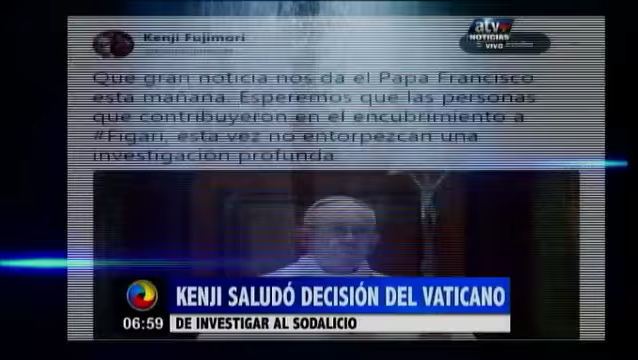 Kenji Fujimori
atv
NOTICIAS
VIVO
Que gran noticia nos da el Papa Francisco
esta mañana. Esperemos que las personas
que contribuyeron en el encubrimiento a
#Figari, esta vez no entorpezcan una
investigación profunda
KENJI SALUDÓ DECISIÓN DEL VATICANO
06:59
DE INVESTIGAR AL SODALICIO